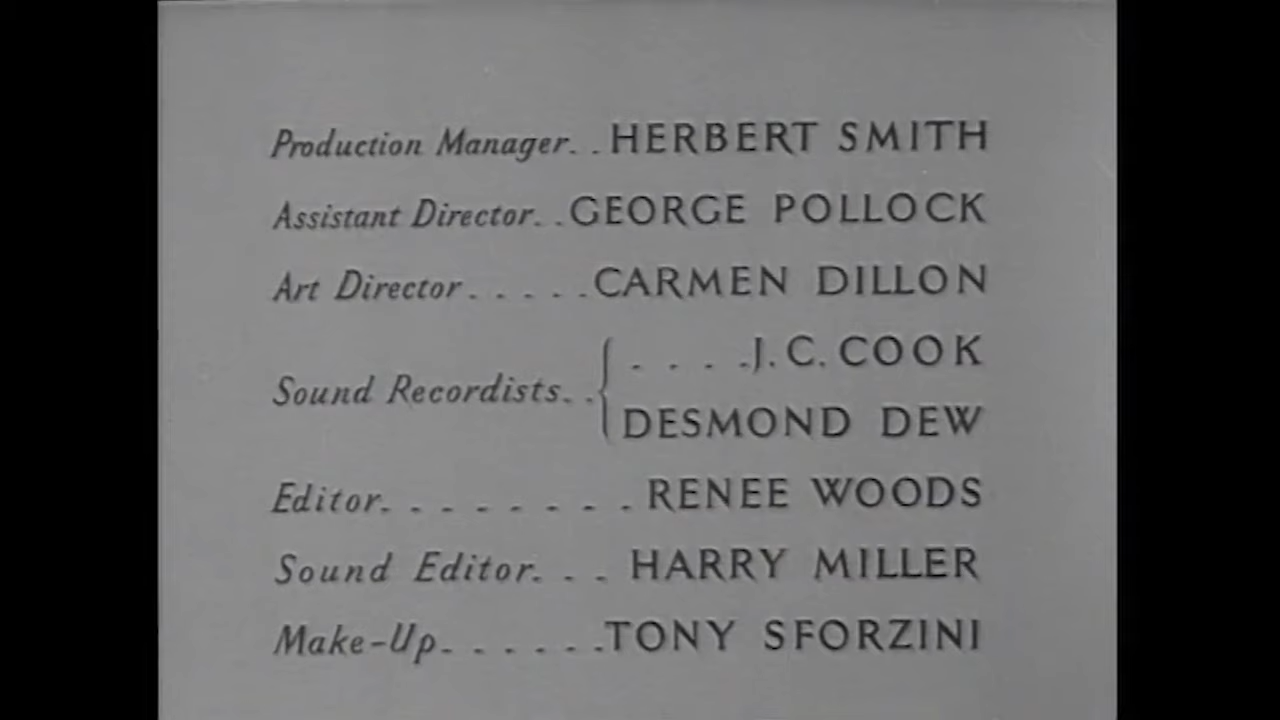 Production Manager. . HERBERT SMITH
Assistant Director. . GEORGE POLLOCK
Art Director . . . . . CARMEN DILLON
Sound Recordists. . { . . . . J. C. COOK
DESMOND DEW
Editor. . . . . . . . RENEE WOODS
Sound Editor. . . HARRY MILLER
Make-Up. . . . . . TONY SFORZINI